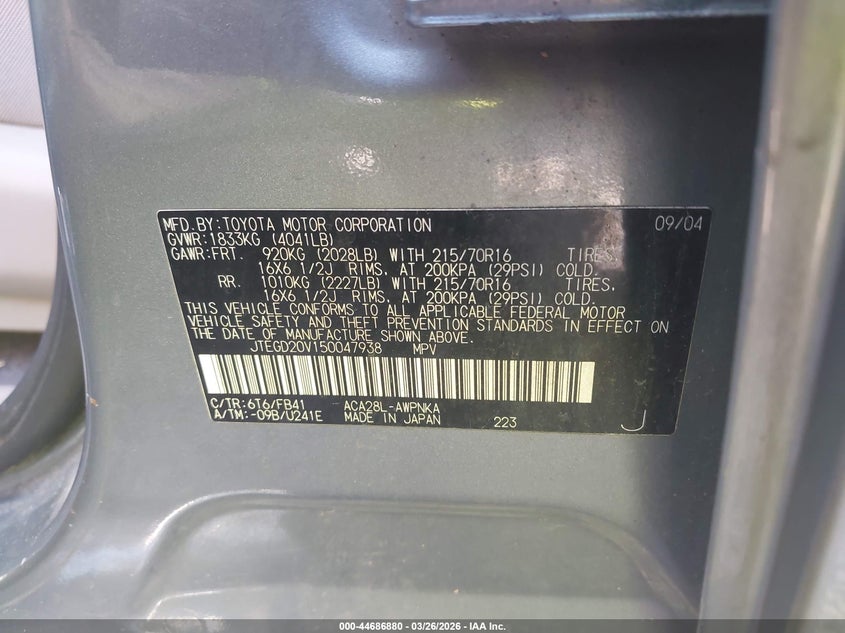 MFD.BY:TOYOTA MOTOR CORPORATION 09/04
GVWR:1833KG (4041LB)
GAWR:FRT. 920KG (2028LB) WITH 215/70R16 TIRES,
16X6 1/2J RIMS, AT 200KPA (29PSI) COLD.
RR. 1010KG (2227LB) WITH 215/70R16 TIRES,
16X6 1/2J RIMS, AT 200KPA (29PSI) COLD.
THIS VEHICLE CONFORMS TO ALL APPLICABLE FEDERAL MOTOR
VEHICLE SAFETY AND THEFT PREVENTION STANDARDS IN EFFECT ON
THE DATE OF MANUFACTURE SHOWN ABOVE.
JTEGD20V150047938 MPV
C/TR:6T6/FB41 ACA28L-AWPNKA
A/TM:-09B/U241E MADE IN JAPAN 223 J
000-44686880 | 03/26/2026 - IAA Inc.